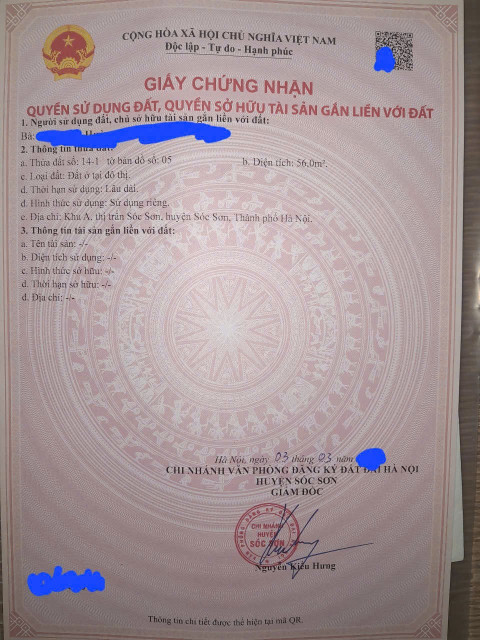 CỘNG HÒA XÃ HỘI CHỦ NGHĨA VIỆT NAM
Độc lập - Tự do - Hạnh phúc
GIẤY CHỨNG NHẬN
QUYỀN SỬ DỤNG ĐẤT, QUYỀN SỞ HỮU TÀI SẢN GẮN LIỀN VỚI ĐẤT
1. Người sử dụng đất, chủ sở hữu tài sản gắn liền với đất:
Bà:
2. Thông tin thửa đất:
a. Thửa đất số: 14-1 tờ bản đồ số: 05 b. Diện tích: 56,0m².
c. Loại đất: Đất ở tại đô thị.
d. Thời hạn sử dụng: Lâu dài.
đ. Hình thức sử dụng: Sử dụng riêng.
e. Địa chỉ: Khu A, thị trấn Sóc Sơn, huyện Sóc Sơn, Thành phố Hà Nội.
3. Thông tin tài sản gắn liền với đất:
a. Tên tài sản: -/-
b. Diện tích sử dụng: -/-
c. Hình thức sở hữu: -/-
d. Thời hạn sở hữu: -/-
đ. Địa chỉ: -/-
Hà Nội, ngày 03 tháng 03 năm
CHI NHÁNH VĂN PHÒNG ĐĂNG KÝ ĐẤT ĐAI HÀ NỘI
HUYỆN SÓC SƠN
GIÁM ĐỐC
CHI NHÁNH
HUYỆN
SÓC SƠN
Nguyễn Kiều Hưng
Thông tin chi tiết được thể hiện tại mã QR.